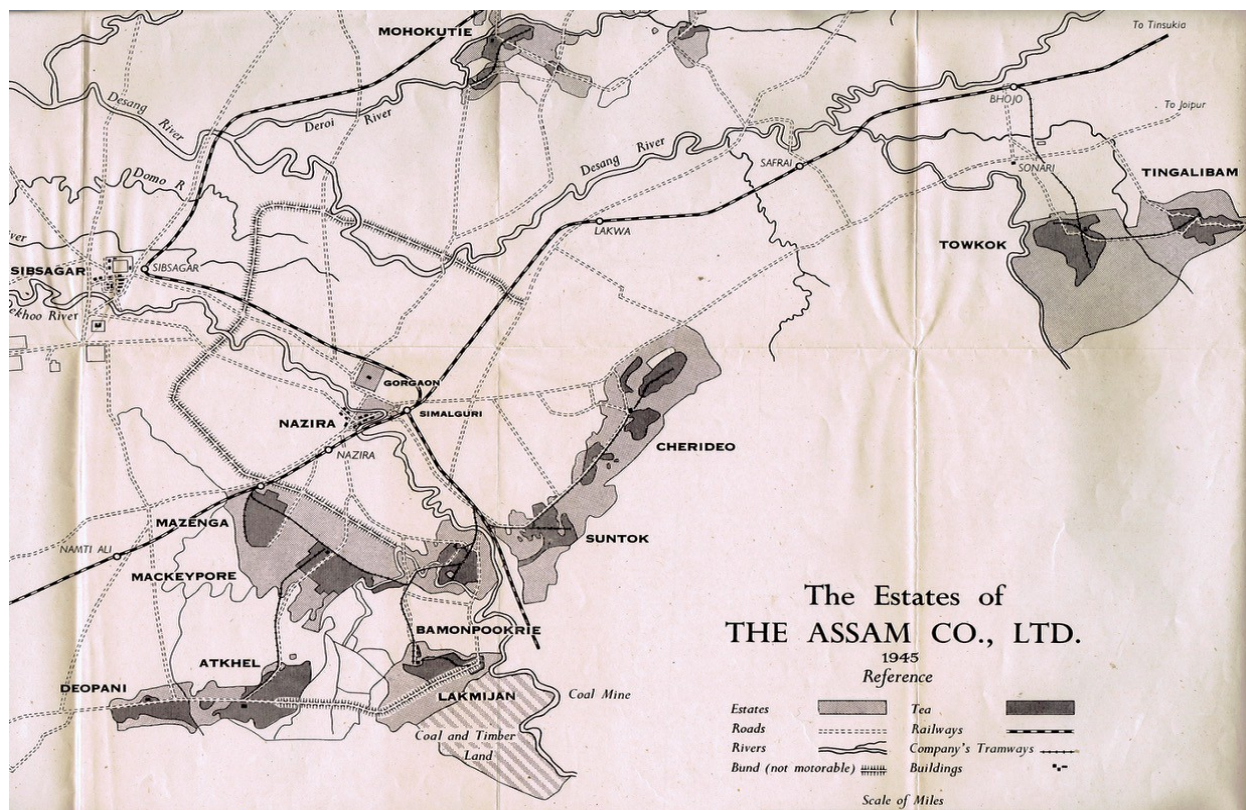 MOHOKUTIE
To Tinsukia
BHOJO
Desang River
Deroi River
To Joipur
Desang River
Domo R.
SAFRAI
SONARI
TINGALIBAM
LAKWA
TOWKOK
SIBSAGAR
SIBSAGAR
River
GORGAON
SIMALGURI
NAZIRA
NAZIRA
CHERIDEO
MAZENGA
SUNTOK
NAMTI ALI
MACKEYPORE
BAMONPOOKRIE
ATKHEL
DEOPANI
LAKMIJAN
Coal Mine
Coal and Timber
Land
The Estates of
THE ASSAM CO., LTD.
1945
Reference
Estates
Tea
Roads
Railways
Rivers
Company's Tramways
Bund (not motorable)
Buildings
Scale of Miles